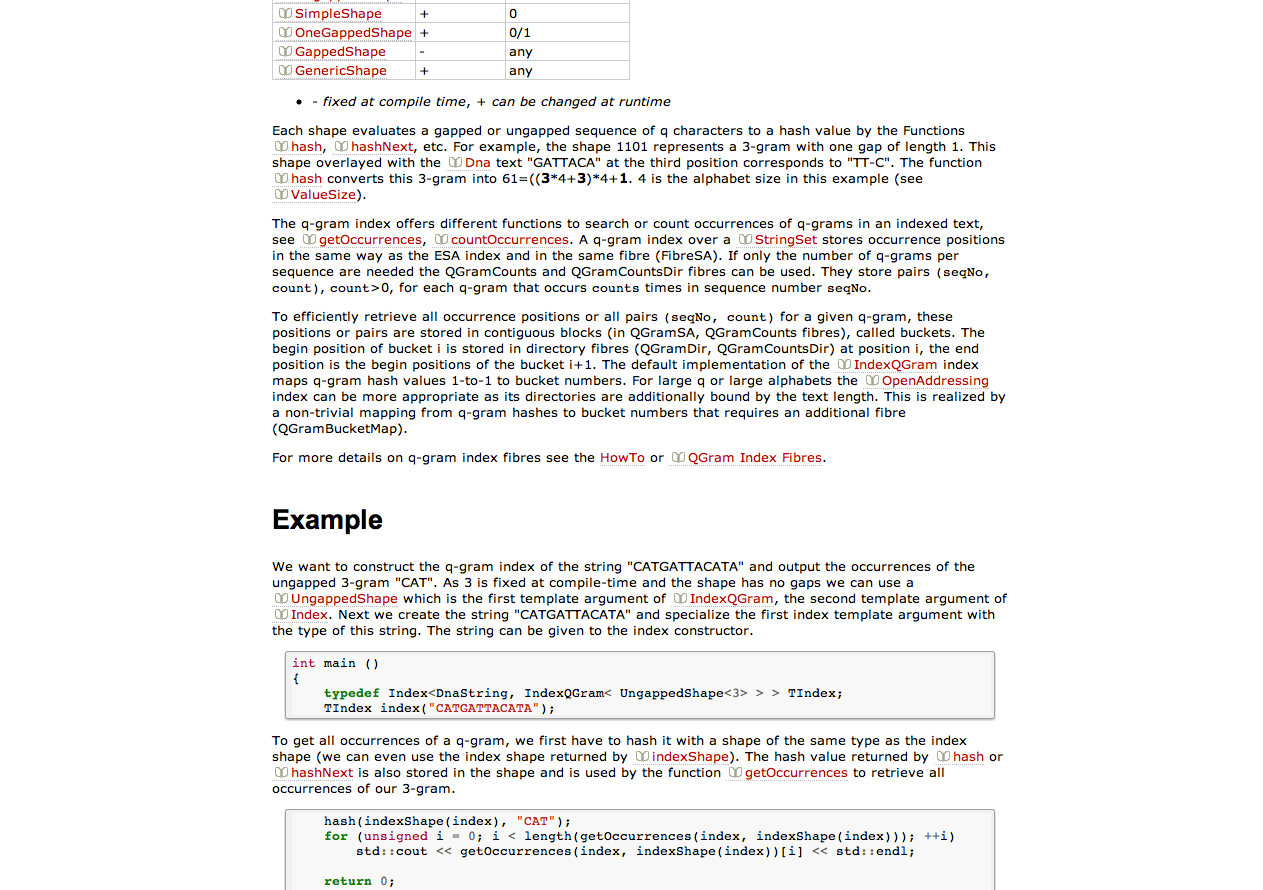 SimpleShape + 0
OneGappedShape + 0/1
GappedShape - any
GenericShape + any
• - fixed at compile time, + can be changed at runtime
Each shape evaluates a gapped or ungapped sequence of q characters to a hash value by the Functions
hash, hashNext, etc. For example, the shape 1101 represents a 3-gram with one gap of length 1. This
shape overlayed with the Dna text "GATTACA" at the third position corresponds to "TT-C". The function
hash converts this 3-gram into 61=((3*4+3)*4+1. 4 is the alphabet size in this example (see
ValueSize).
The q-gram index offers different functions to search or count occurrences of q-grams in an indexed text,
see getOccurrences, countOccurrences. A q-gram index over a StringSet stores occurrence positions
in the same way as the ESA index and in the same fibre (FibreSA). If only the number of q-grams per
sequence are needed the QGramCounts and QGramCountsDir fibres can be used. They store pairs (seqNo,
count), count>0, for each q-gram that occurs counts times in sequence number seqNo.
To efficiently retrieve all occurrence positions or all pairs (seqNo, count) for a given q-gram, these
positions or pairs are stored in contiguous blocks (in QGramSA, QGramCounts fibres), called buckets. The
begin position of bucket i is stored in directory fibres (QGramDir, QGramCountsDir) at position i, the end
position is the begin positions of the bucket i+1. The default implementation of the IndexQGram index
maps q-gram hash values 1-to-1 to bucket numbers. For large q or large alphabets the OpenAddressing
index can be more appropriate as its directories are additionally bound by the text length. This is realized by
a non-trivial mapping from q-gram hashes to bucket numbers that requires an additional fibre
(QGramBucketMap).
For more details on q-gram index fibres see the HowTo or QGram Index Fibres.
Example
We want to construct the q-gram index of the string "CATGATTACATA" and output the occurrences of the
ungapped 3-gram "CAT". As 3 is fixed at compile-time and the shape has no gaps we can use a
UngappedShape which is the first template argument of IndexQGram, the second template argument of
Index. Next we create the string "CATGATTACATA" and specialize the first index template argument with
the type of this string. The string can be given to the index constructor.
int main ()
{
typedef Index<DnaString, IndexQGram< UngappedShape<3> > > TIndex;
TIndex index("CATGATTACATA");
To get all occurrences of a q-gram, we first have to hash it with a shape of the same type as the index
shape (we can even use the index shape returned by indexShape). The hash value returned by hash or
hashNext is also stored in the shape and is used by the function getOccurrences to retrieve all
occurrences of our 3-gram.
hash(indexShape(index), "CAT");
for (unsigned i = 0; i < length(getOccurrences(index, indexShape(index))); ++i)
std::cout << getOccurrences(index, indexShape(index))[i] << std::endl;
return 0;